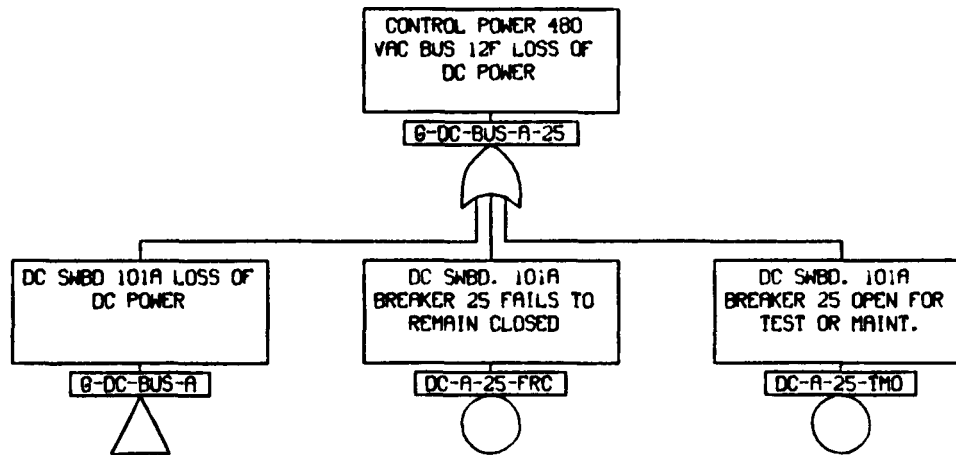 CONTROL POWER 480
VAC BUS 12F LOSS OF
DC POWER
G-DC-BUS-A-25
DC SWBD 101A LOSS OF
DC POWER
G-DC-BUS-A
DC SWBD. 101A
BREAKER 25 FAILS TO
REMAIN CLOSED
DC-A-25-FRC
DC SWBD. 101A
BREAKER 25 OPEN FOR
TEST OR MAINT.
DC-A-25-TMO